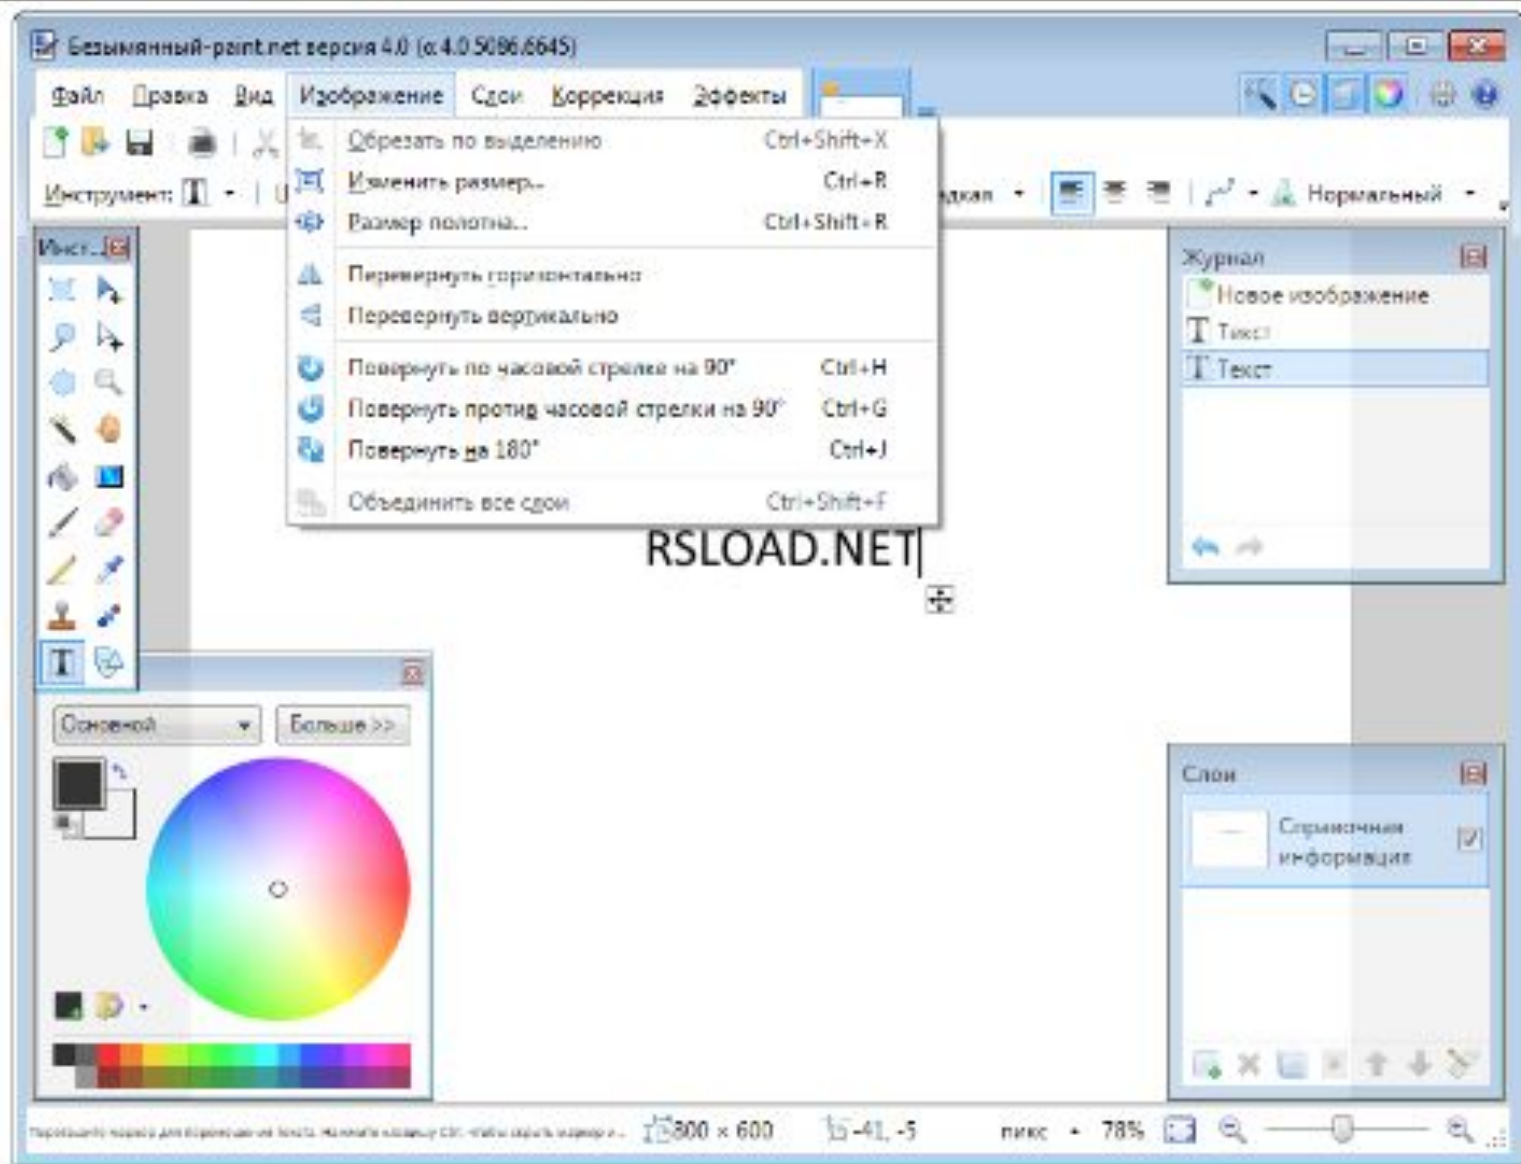 Безымянный-paint.net версия 4.0 (α 4.0.5086.6645)
Файл Правка Вид Изображение Слои Коррекция Эффекты
Обрезать по выделению Ctrl+Shift+X
Инструмент: Изменить размер... Ctrl+R Нормальный
Размер полотна... Ctrl+Shift+R
Инст...
Перевернуть горизонтально
Перевернуть вертикально
Повернуть по часовой стрелке на 90° Ctrl+H
Повернуть против часовой стрелки на 90° Ctrl+G
Повернуть на 180° Ctrl+J
Объединить все слои Ctrl+Shift+F
Журнал
Новое изображение
Текст
Текст
RSLOAD.NET
Основной Больше >>
Слои
Справочная
информация
800 × 600 -41, -5 пикс 78%